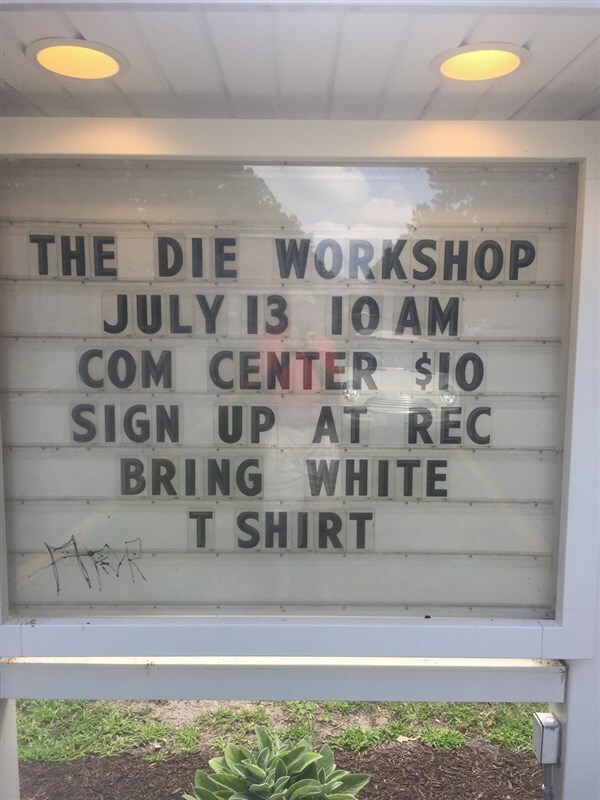 THE DIE WORKSHOP
JULY 13 10 AM
COM CENTER $10
SIGN UP AT REC
BRING WHITE
T SHIRT